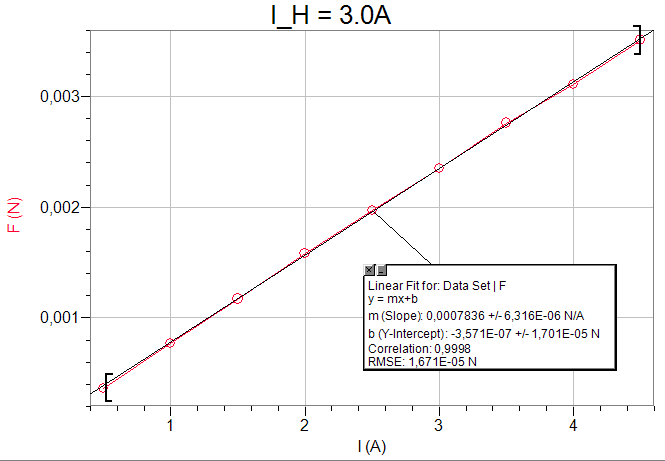 I_H = 3.0A
0,003
0,002
0,001
F (N)
Linear Fit for: Data Set | F
y = mx+b
m (Slope): 0,0007836 +/- 6,316E-06 N/A
b (Y-Intercept): -3,571E-07 +/- 1,701E-05 N
Correlation: 0,9998
RMSE: 1,671E-05 N
1 2 3 4
I (A)